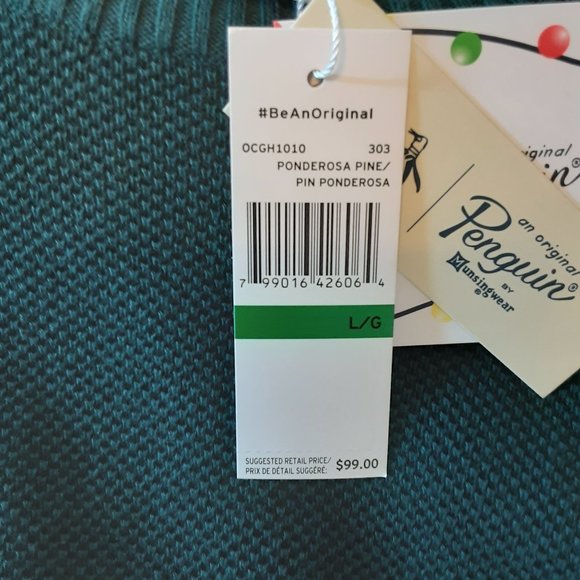 #BeAnOriginal
OCGH1010 303
PONDEROSA PINE/
PIN PONDEROSA
7 99016 42606 4
L/G
SUGGESTED RETAIL PRICE/
PRIX DE DÉTAIL SUGGÉRÉ: $99.00
an original
Penguin®
BY
Munsingwear®